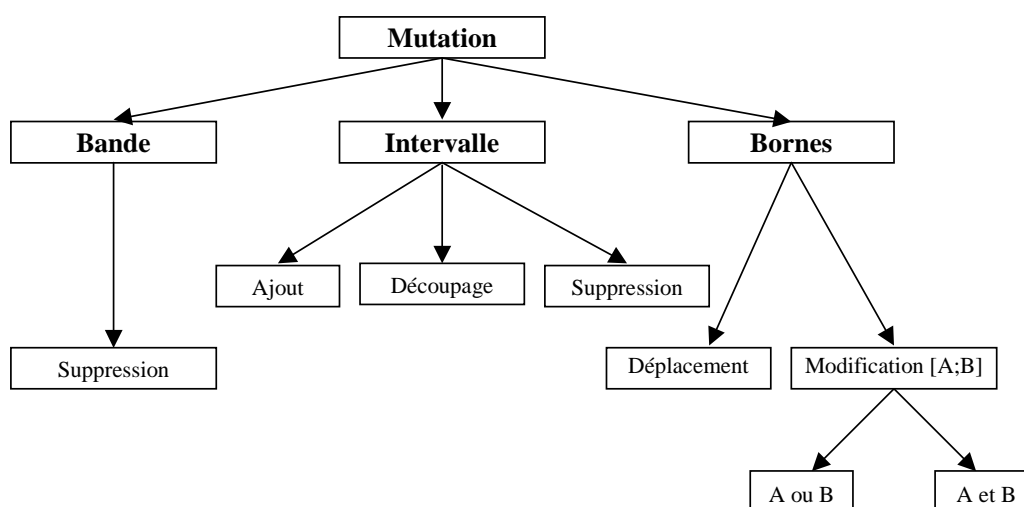 Mutation
Bande
Intervalle
Bornes
Ajout
Découpage
Suppression
Suppression
Déplacement
Modification [A;B]
A ou B
A et B